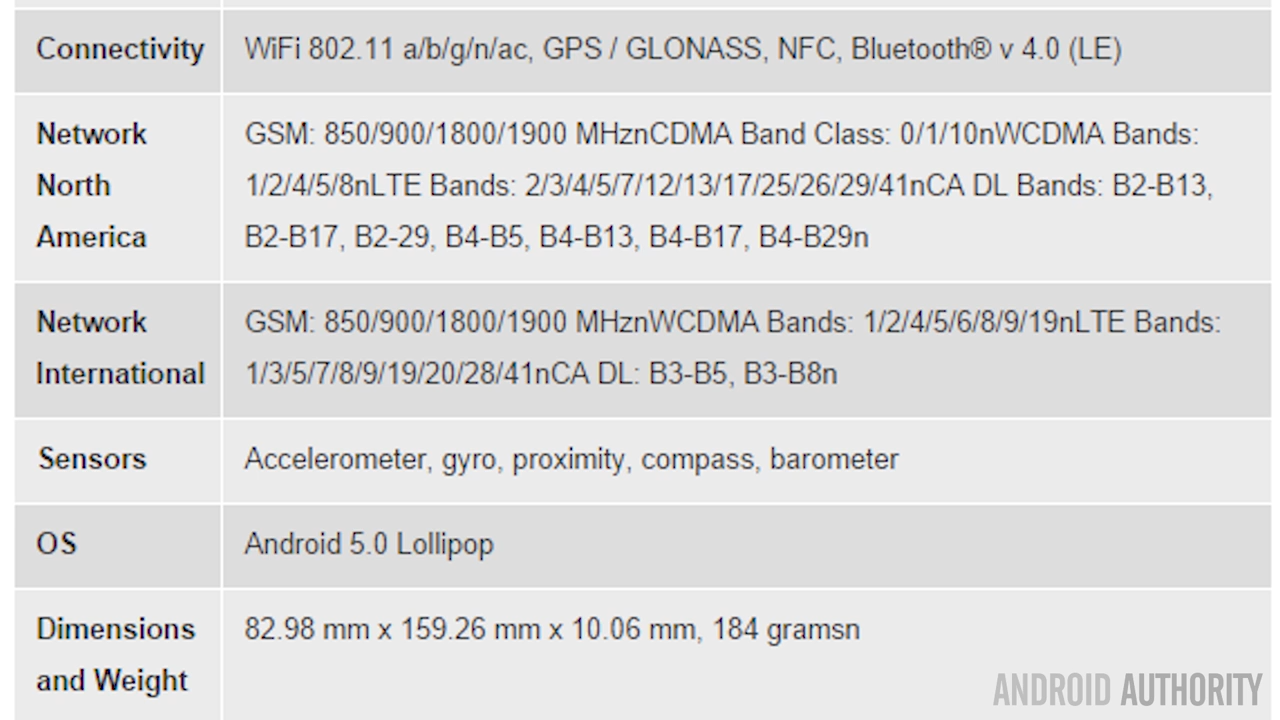 Connectivity WiFi 802.11 a/b/g/n/ac, GPS / GLONASS, NFC, Bluetooth® v 4.0 (LE)
Network GSM: 850/900/1800/1900 MHznCDMA Band Class: 0/1/10nWCDMA Bands:
North 1/2/4/5/8nLTE Bands: 2/3/4/5/7/12/13/17/25/26/29/41nCA DL Bands: B2-B13,
America B2-B17, B2-29, B4-B5, B4-B13, B4-B17, B4-B29n
Network GSM: 850/900/1800/1900 MHznWCDMA Bands: 1/2/4/5/6/8/9/19nLTE Bands:
International 1/3/5/7/8/9/19/20/28/41nCA DL: B3-B5, B3-B8n
Sensors Accelerometer, gyro, proximity, compass, barometer
OS Android 5.0 Lollipop
Dimensions 82.98 mm x 159.26 mm x 10.06 mm, 184 gramsn
and Weight
ANDROID AUTHORITY